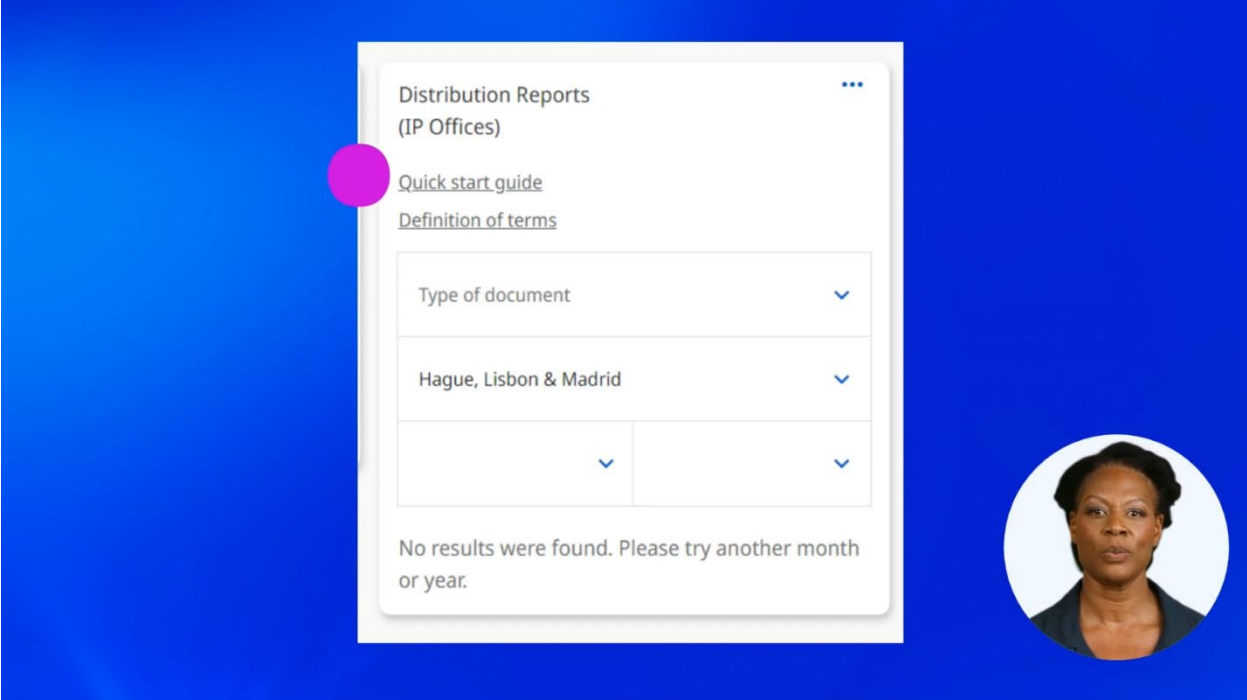 Distribution Reports
(IP Offices)
Quick start guide
Definition of terms
Type of document
Hague, Lisbon & Madrid
No results were found. Please try another month
or year.